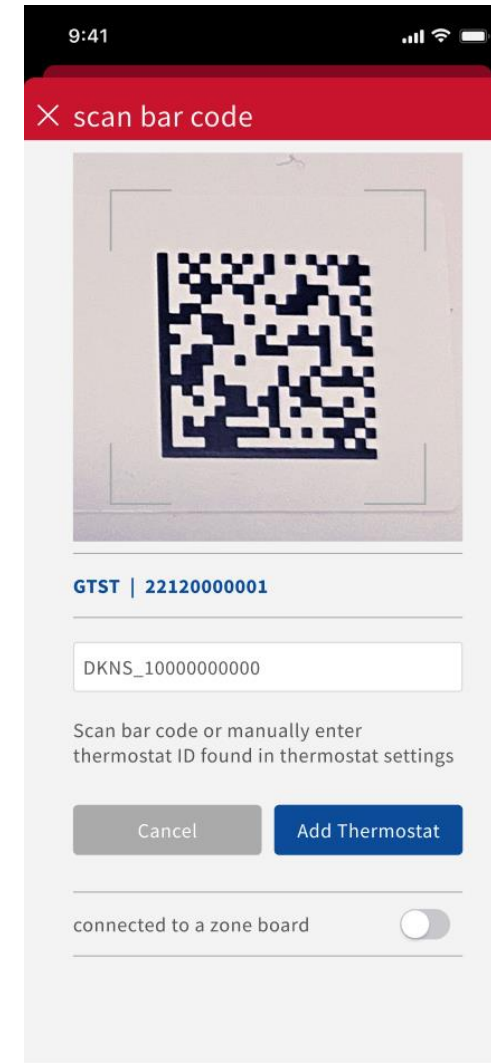 9:41
scan bar code
GTST | 22120000001
DKNS_10000000000
Scan bar code or manually enter
thermostat ID found in thermostat settings
Cancel
Add Thermostat
connected to a zone board